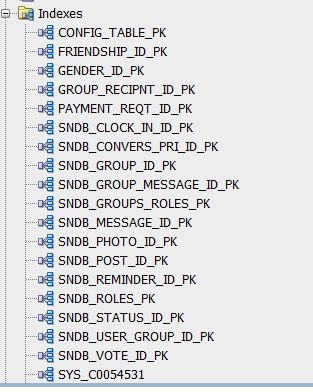 Indexes
CONFIG_TABLE_PK
FRIENDSHIP_ID_PK
GENDER_ID_PK
GROUP_RECIPNT_ID_PK
PAYMENT_REQT_ID_PK
SNDB_CLOCK_IN_ID_PK
SNDB_CONVERS_PRI_ID_PK
SNDB_GROUP_ID_PK
SNDB_GROUP_MESSAGE_ID_PK
SNDB_GROUPS_ROLES_PK
SNDB_MESSAGE_ID_PK
SNDB_PHOTO_ID_PK
SNDB_POST_ID_PK
SNDB_REMINDER_ID_PK
SNDB_ROLES_PK
SNDB_STATUS_ID_PK
SNDB_USER_GROUP_ID_PK
SNDB_VOTE_ID_PK
SYS_C0054531